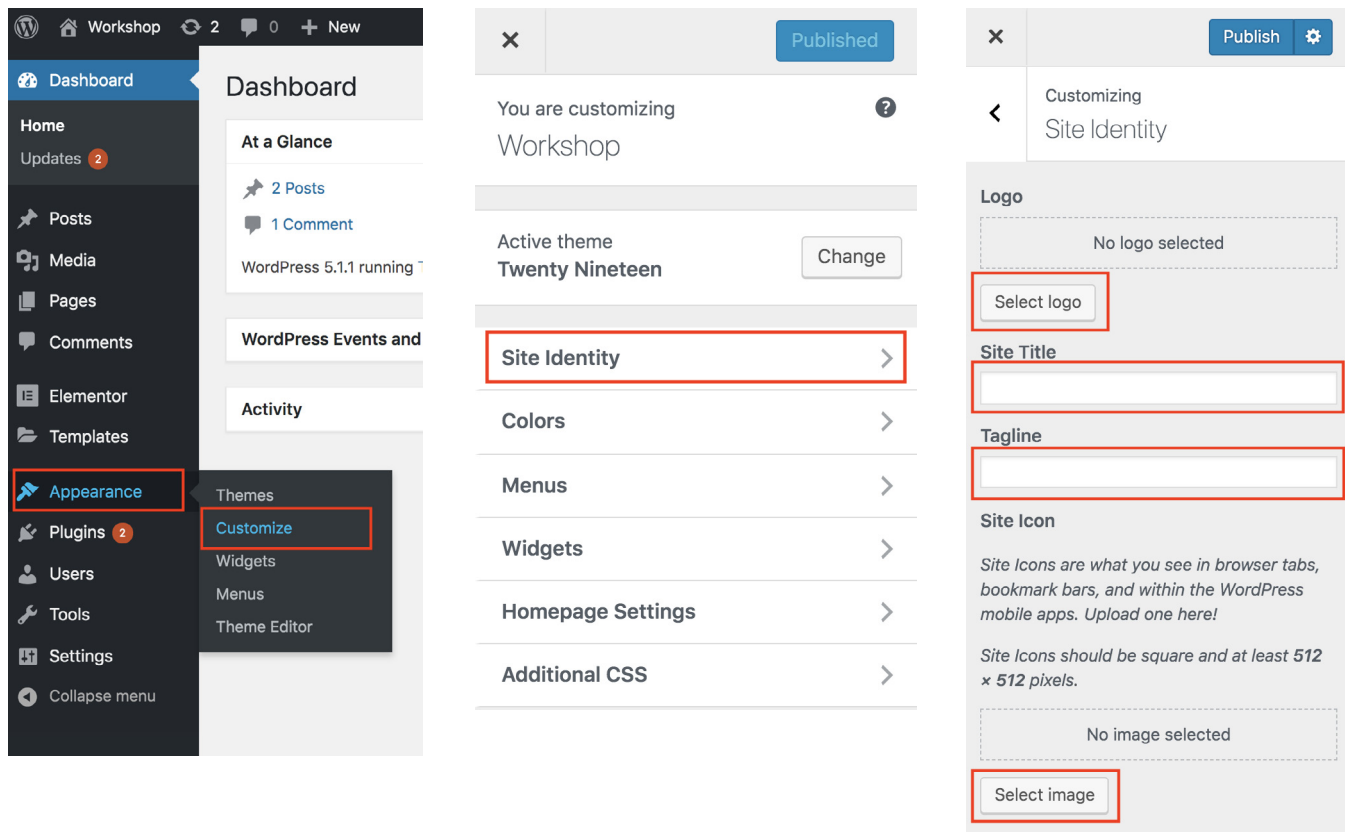 Workshop 2 0 New
Dashboard
Home
Updates 2
Posts
Media
Pages
Comments
Elementor
Templates
Appearance
Plugins 2
Users
Tools
Settings
Collapse menu
Dashboard
At a Glance
2 Posts
1 Comment
WordPress 5.1.1 running
WordPress Events and
Activity
Themes
Customize
Widgets
Menus
Theme Editor
Published
You are customizing
Workshop
Active theme
Twenty Nineteen
Change
Site Identity
Colors
Menus
Widgets
Homepage Settings
Additional CSS
Publish
Customizing
Site Identity
Logo
No logo selected
Select logo
Site Title
Tagline
Site Icon
Site Icons are what you see in browser tabs,
bookmark bars, and within the WordPress
mobile apps. Upload one here!
Site Icons should be square and at least 512
× 512 pixels.
No image selected
Select image